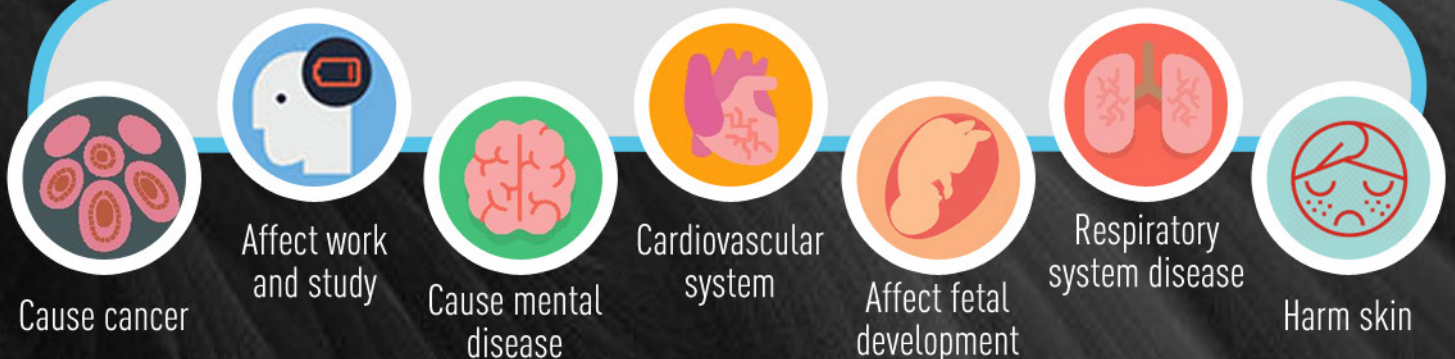 Cause cancer
Affect work
and study
Cause mental
disease
Cardiovascular
system
Affect fetal
development
Respiratory
system disease
Harm skin